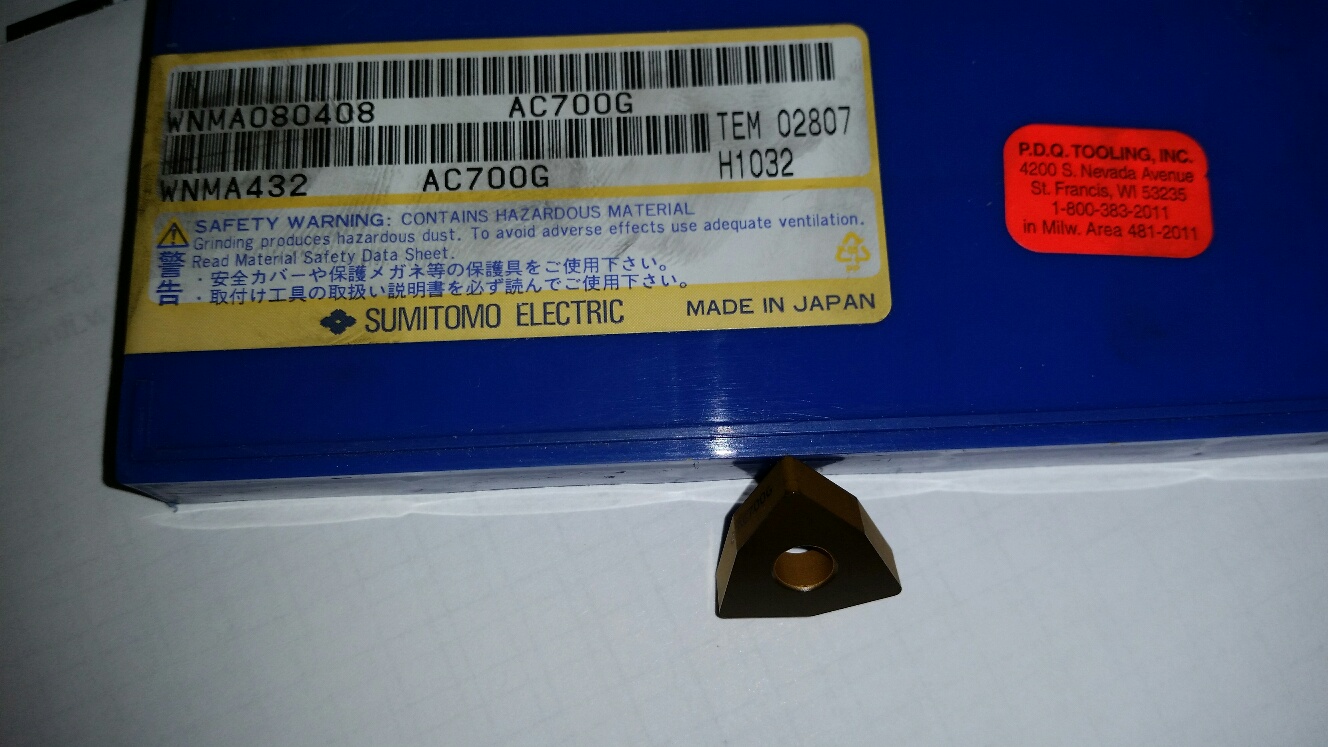 WNMA080408 AC700G
TEM 02807
WNMA432 AC700G
H1032
SAFETY WARNING: CONTAINS HAZARDOUS MATERIAL
Grinding produces hazardous dust. To avoid adverse effects use adequate ventilation.
Read Material Safety Data Sheet.
警告
・安全カバーや保護メガネ等の保護具をご使用下さい。
・取付け工具の取扱い説明書を必ず読んでご使用下さい。
SUMITOMO ELECTRIC MADE IN JAPAN
P.D.Q. TOOLING, INC.
4200 S. Nevada Avenue
St. Francis, WI 53235
1-800-383-2011
in Milw. Area 481-2011